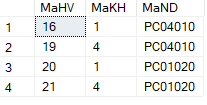 MaHV MaKH MaND
1 16 1 PC04010
2 19 4 PC04010
3 20 1 PC01020
4 21 4 PC01020